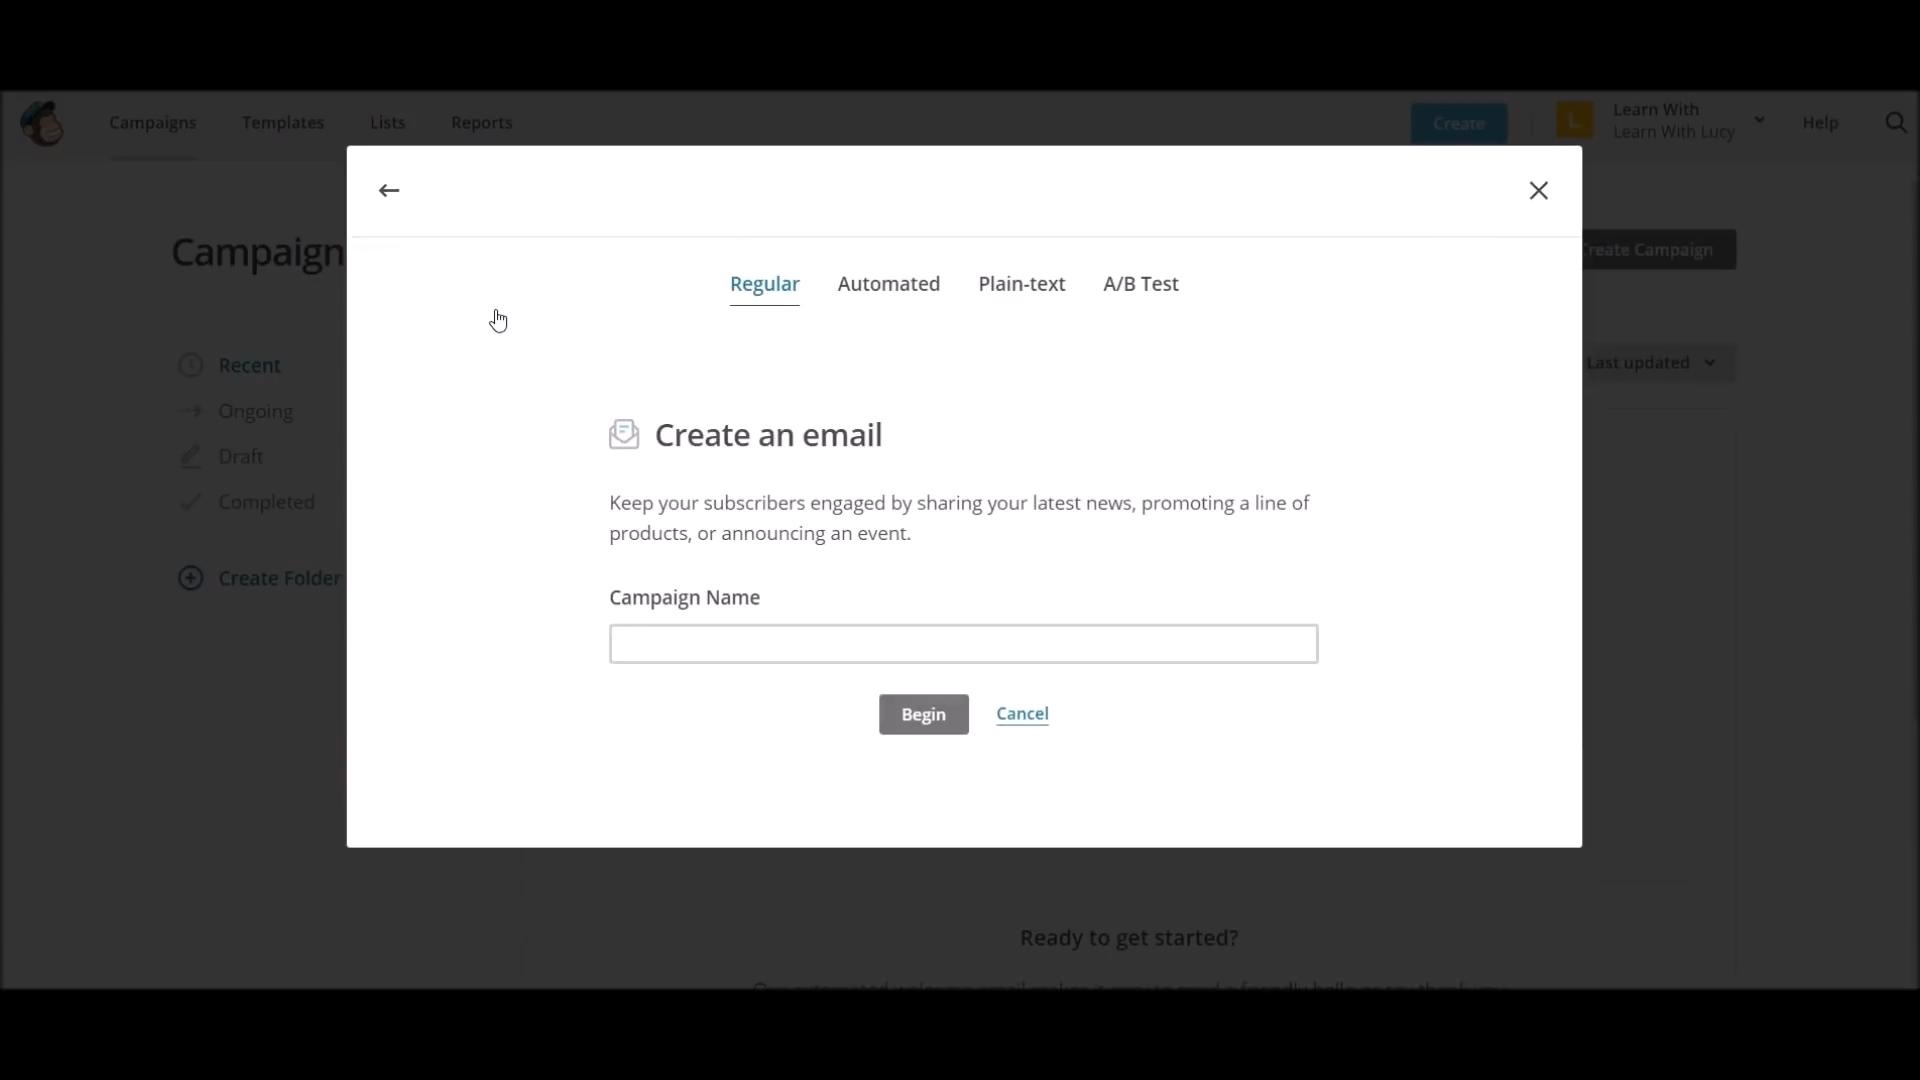 Campaigns
Templates
Lists
Reports
Create
L
Learn With
Learn With Lucy
Help
Campaign
Create Campaign
Recent
Ongoing
Draft
Completed
Create Folder
Last updated
Regular
Automated
Plain-text
A/B Test
Create an email
Keep your subscribers engaged by sharing your latest news, promoting a line of
products, or announcing an event.
Campaign Name
Begin
Cancel
Ready to get started?